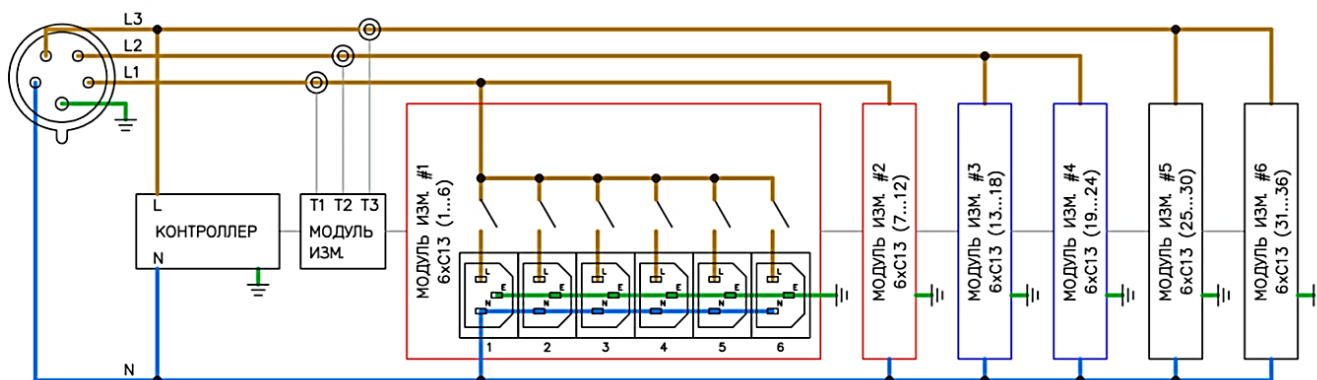 L3
L2
L1
L
КОНТРОЛЛЕР
N
T1 T2 T3
МОДУЛЬ
ИЗМ.
МОДУЛЬ ИЗМ. #1
6xC13 (1...6)
L L L L L L
E E E E E E
N N N N N N
1 2 3 4 5 6
МОДУЛЬ ИЗМ. #2
6xC13 (7...12)
МОДУЛЬ ИЗМ. #3
6xC13 (13...18)
МОДУЛЬ ИЗМ. #4
6xC13 (19...24)
МОДУЛЬ ИЗМ. #5
6xC13 (25...30)
МОДУЛЬ ИЗМ. #6
6xC13 (31...36)
N